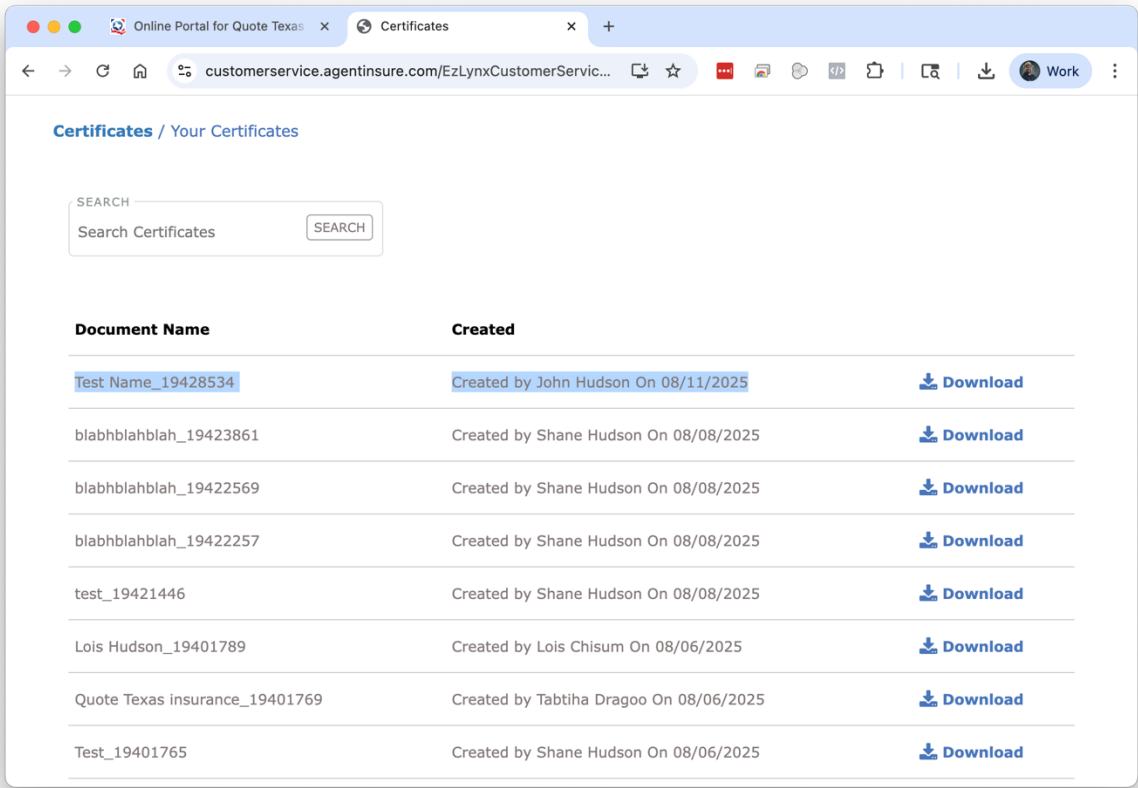 Online Portal for Quote Texas
Certificates
customerservice.agentinsure.com/EzLynxCustomerServic...
Work
Certificates / Your Certificates
SEARCH
Search Certificates
SEARCH
Document Name Created
Test Name_19428534 Created by John Hudson On 08/11/2025 Download
blabhblahblah_19423861 Created by Shane Hudson On 08/08/2025 Download
blabhblahblah_19422569 Created by Shane Hudson On 08/08/2025 Download
blabhblahblah_19422257 Created by Shane Hudson On 08/08/2025 Download
test_19421446 Created by Shane Hudson On 08/08/2025 Download
Lois Hudson_19401789 Created by Lois Chisum On 08/06/2025 Download
Quote Texas insurance_19401769 Created by Tabtiha Dragoo On 08/06/2025 Download
Test_19401765 Created by Shane Hudson On 08/06/2025 Download